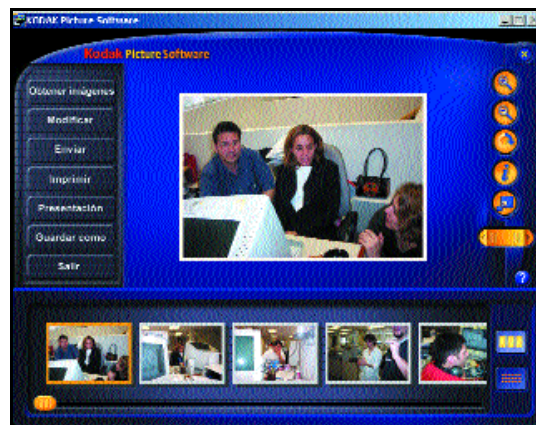 KODAK Picture Software
Kodak Picture Software
Obtener imágenes
Modificar
Enviar
Imprimir
Presentación
Guardar como
Salir
?